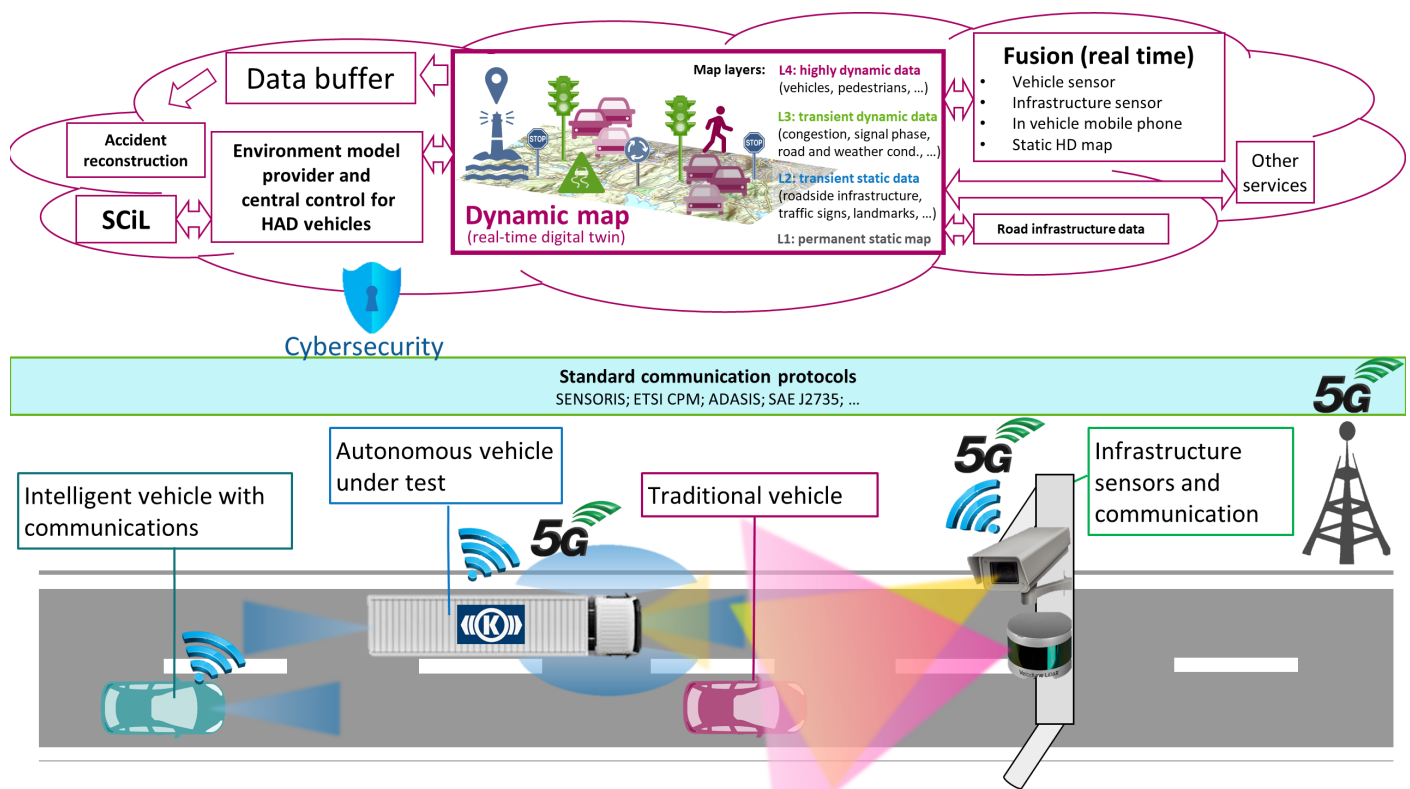 Data buffer
Accident
reconstruction
Environment model
provider and
central control for
HAD vehicles
SCiL
Map layers:
L4: highly dynamic data
(vehicles, pedestrians, ...)
L3: transient dynamic data
(congestion, signal phase,
road and weather cond., ...)
L2: transient static data
(roadside infrastructure,
traffic signs, landmarks, ...)
L1: permanent static map
STOP
STOP
Dynamic map
(real-time digital twin)
Fusion (real time)
• Vehicle sensor
• Infrastructure sensor
• In vehicle mobile phone
• Static HD map
Other
services
Road infrastructure data
Cybersecurity
Standard communication protocols
SENSORIS; ETSI CPM; ADASIS; SAE J2735; ...
5G
Intelligent vehicle with
communications
Autonomous vehicle
under test
5G
Traditional vehicle
5G
Infrastructure
sensors and
communication
K
Velodyne LiDAR